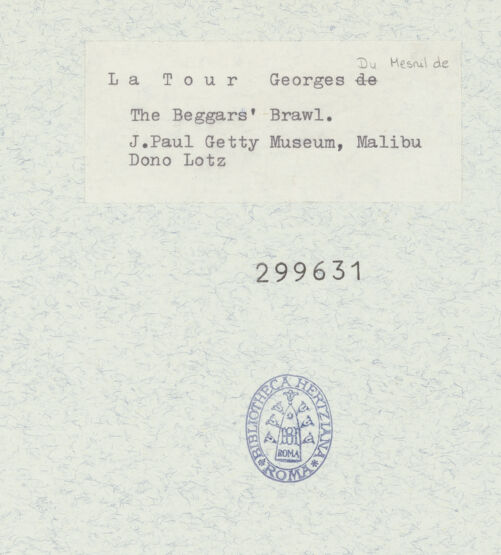 Du Mesnil de
La Tour Georges de
The Beggars' Brawl.
J.Paul Getty Museum, Malibu
Dono Lotz
299631
BIBLIOTHECA HERTZIANA
ROMA
ROMA